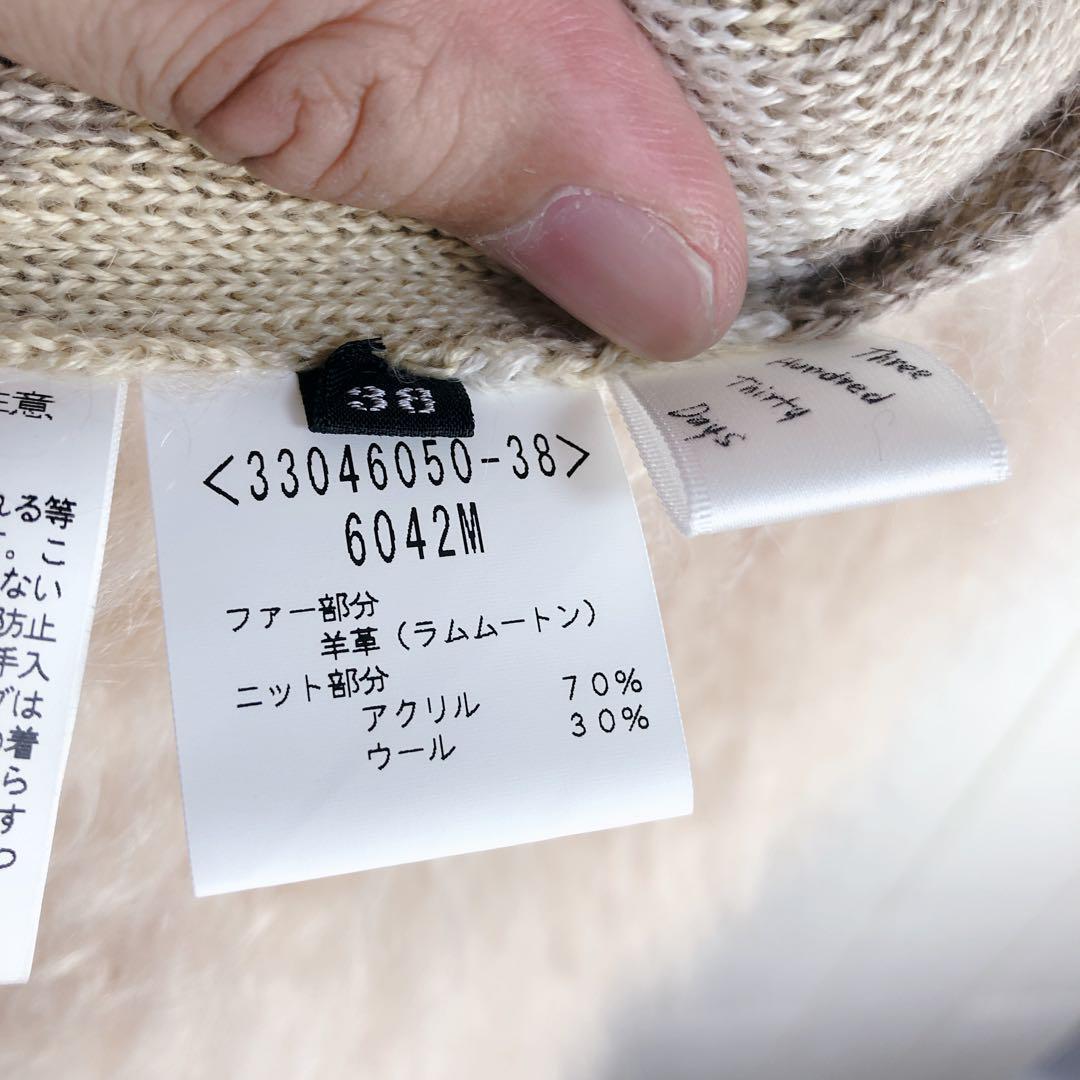 注意
れる等
す。こ
ない
防止
手入
グは
の着
ら
す
つ
38
<33046050-38>
6042M
ファー部分
羊革(ラムムートン)
ニット部分
アクリル 70%
ウール 30%
Three
Hundred
Thirty
Days